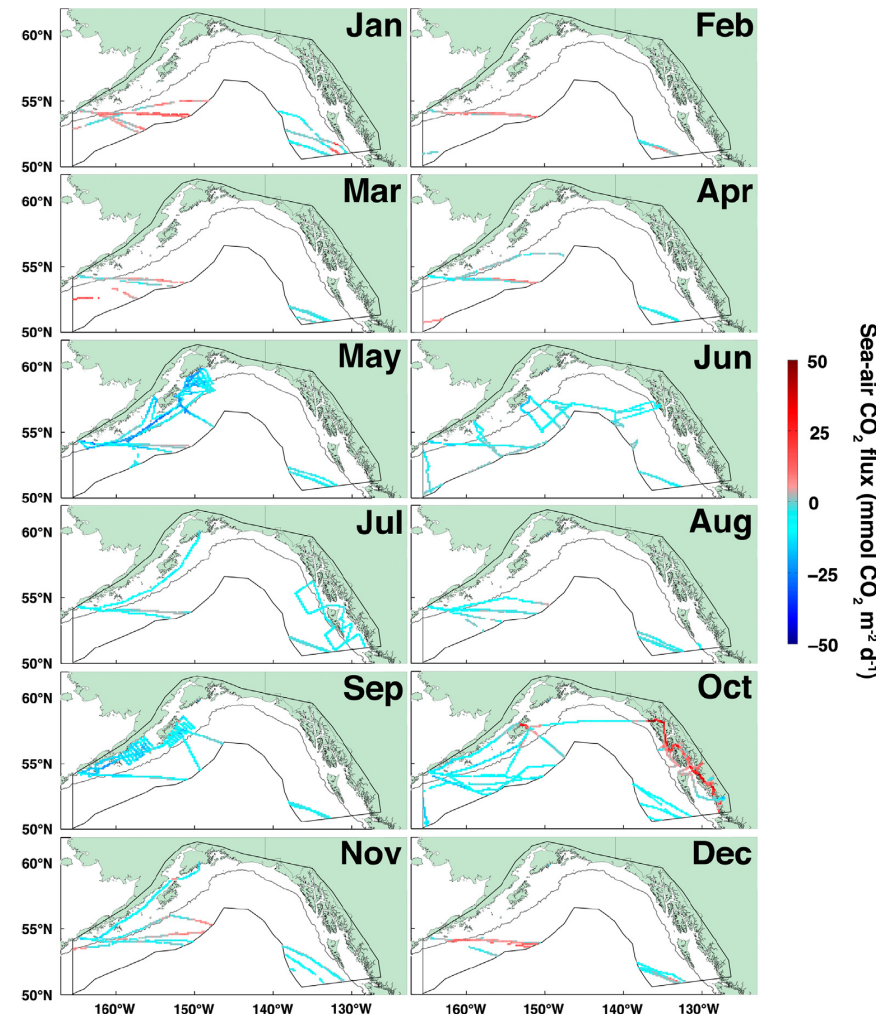 Jan
Feb
60°N
55°N
50°N
Mar
Apr
60°N
55°N
50°N
May
Jun
60°N
55°N
50°N
Jul
Aug
60°N
55°N
50°N
Sep
Oct
60°N
55°N
50°N
Nov
Dec
60°N
55°N
50°N
160°W 150°W 140°W 130°W 160°W 150°W 140°W 130°W
50
25
0
−25
−50
Sea-air CO₂ flux (mmol CO₂ m⁻² d⁻¹)